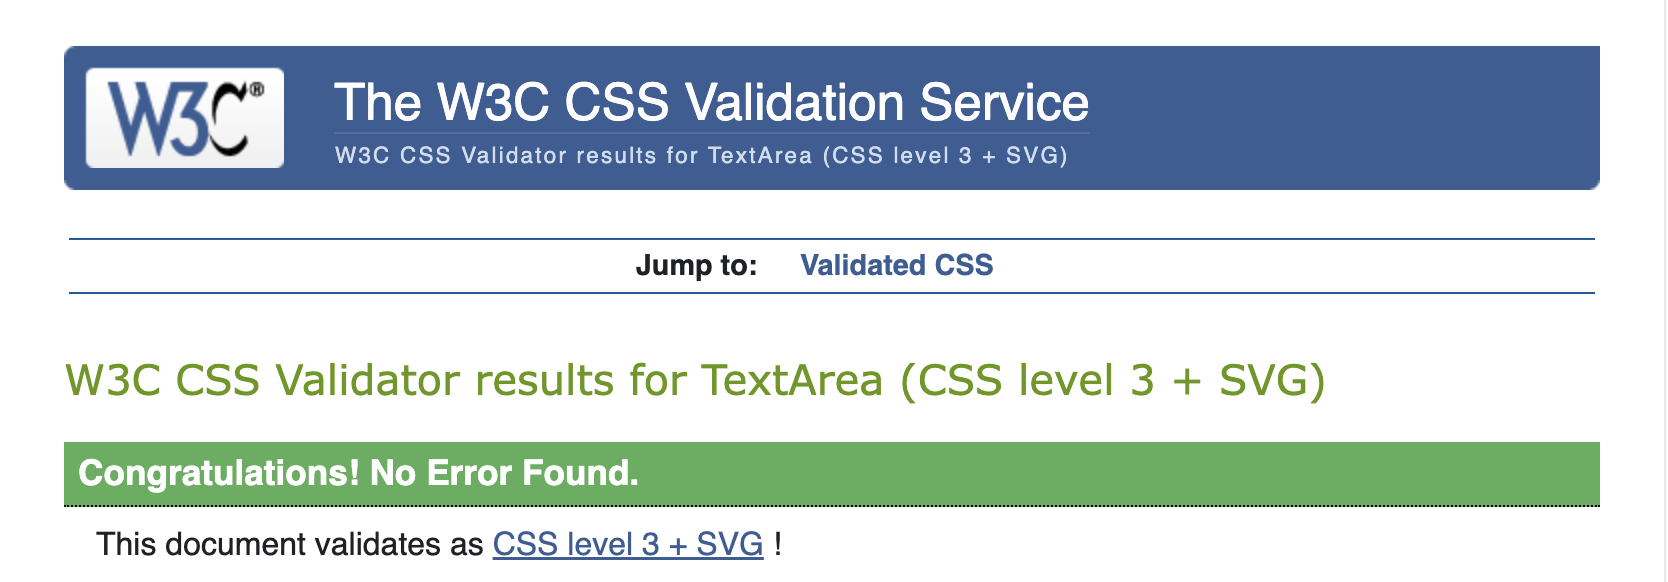 W3C®
The W3C CSS Validation Service
W3C CSS Validator results for TextArea (CSS level 3 + SVG)
Jump to: Validated CSS
W3C CSS Validator results for TextArea (CSS level 3 + SVG)
Congratulations! No Error Found.
This document validates as CSS level 3 + SVG !